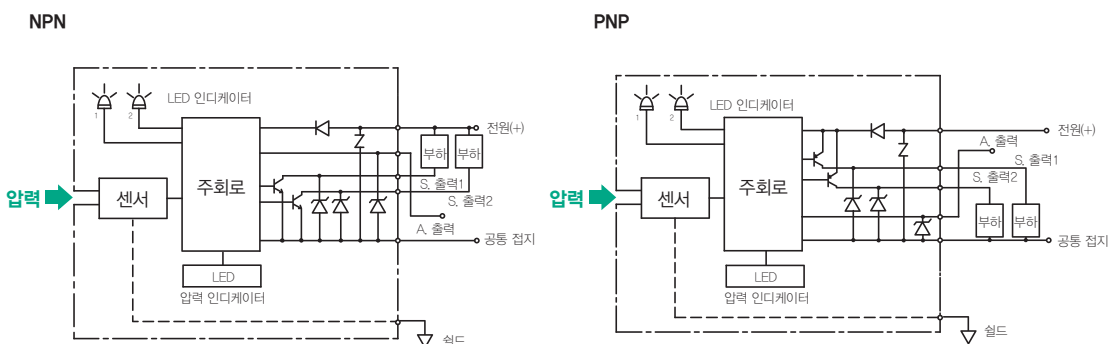 NPN
1
2
LED 인디케이터
전원(+)
부하
부하
압력
센서
주회로
S. 출력1
S. 출력2
A. 출력
공통 접지
LED
압력 인디케이터
쉴드
PNP
1
2
LED 인디케이터
전원(+)
A. 출력
S. 출력1
압력
센서
주회로
S. 출력2
부하
부하
공통 접지
LED
압력 인디케이터
쉴드